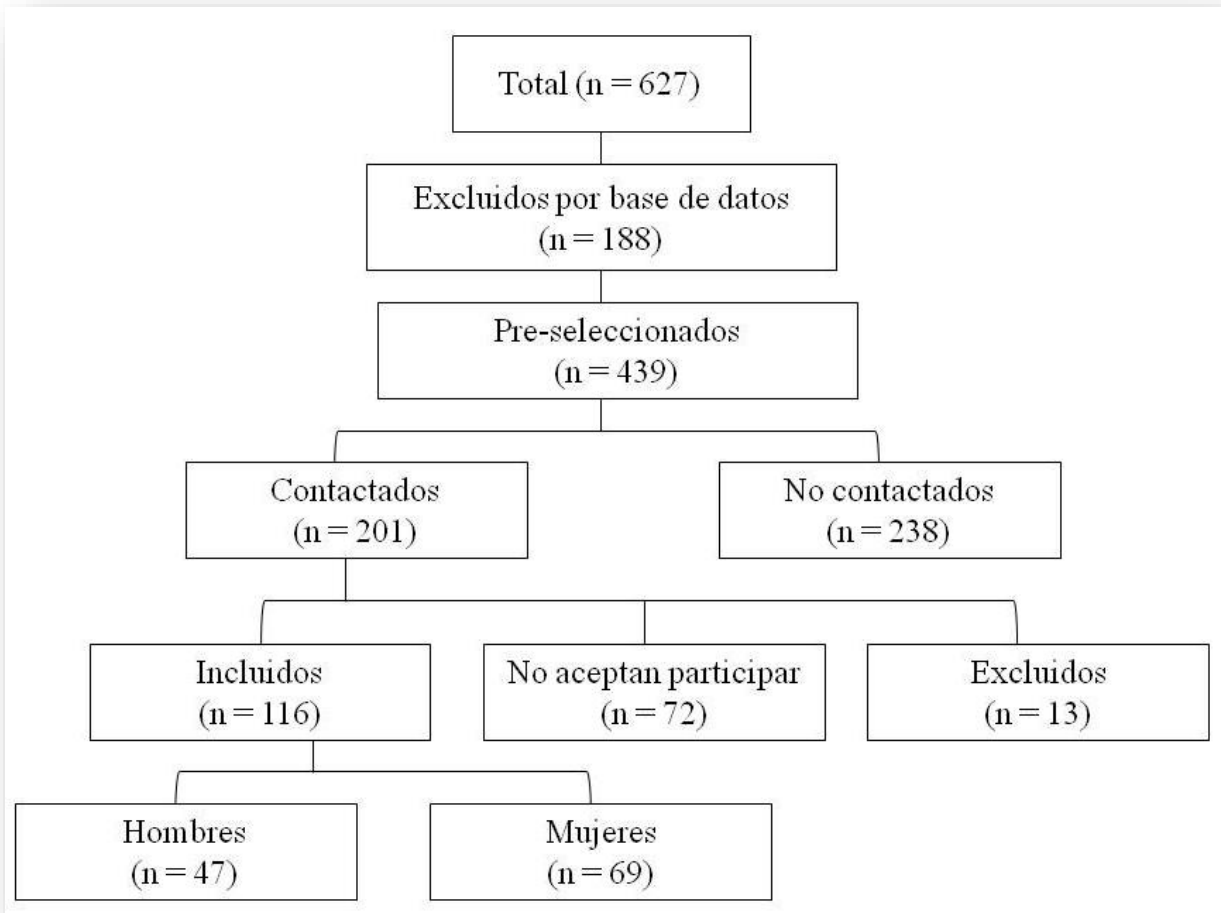 Total (n = 627)
Excluidos por base de datos
(n = 188)
Pre-seleccionados
(n = 439)
Contactados
(n = 201)
No contactados
(n = 238)
Incluidos
(n = 116)
No aceptan participar
(n = 72)
Excluidos
(n = 13)
Hombres
(n = 47)
Mujeres
(n = 69)